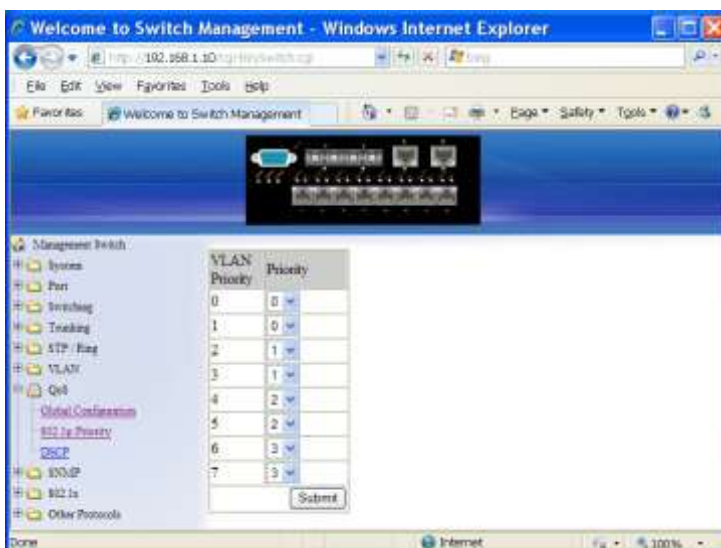 Welcome to Switch Management - Windows Internet Explorer
192.168.1.10
File Edit View Favorites Tools Help
Favorites Welcome to Switch Management Page Safety Tools
Management Switch
System
Port
Switching
Trunking
STP / Ring
VLAN
QoS
Global Configuration
802.1p Priority
DSCP
SNMP
802.1x
Other Protocols
VLAN Priority Priority
0 0
1 0
2 1
3 1
4 2
5 2
6 3
7 3
Submit
Done Internet 100%